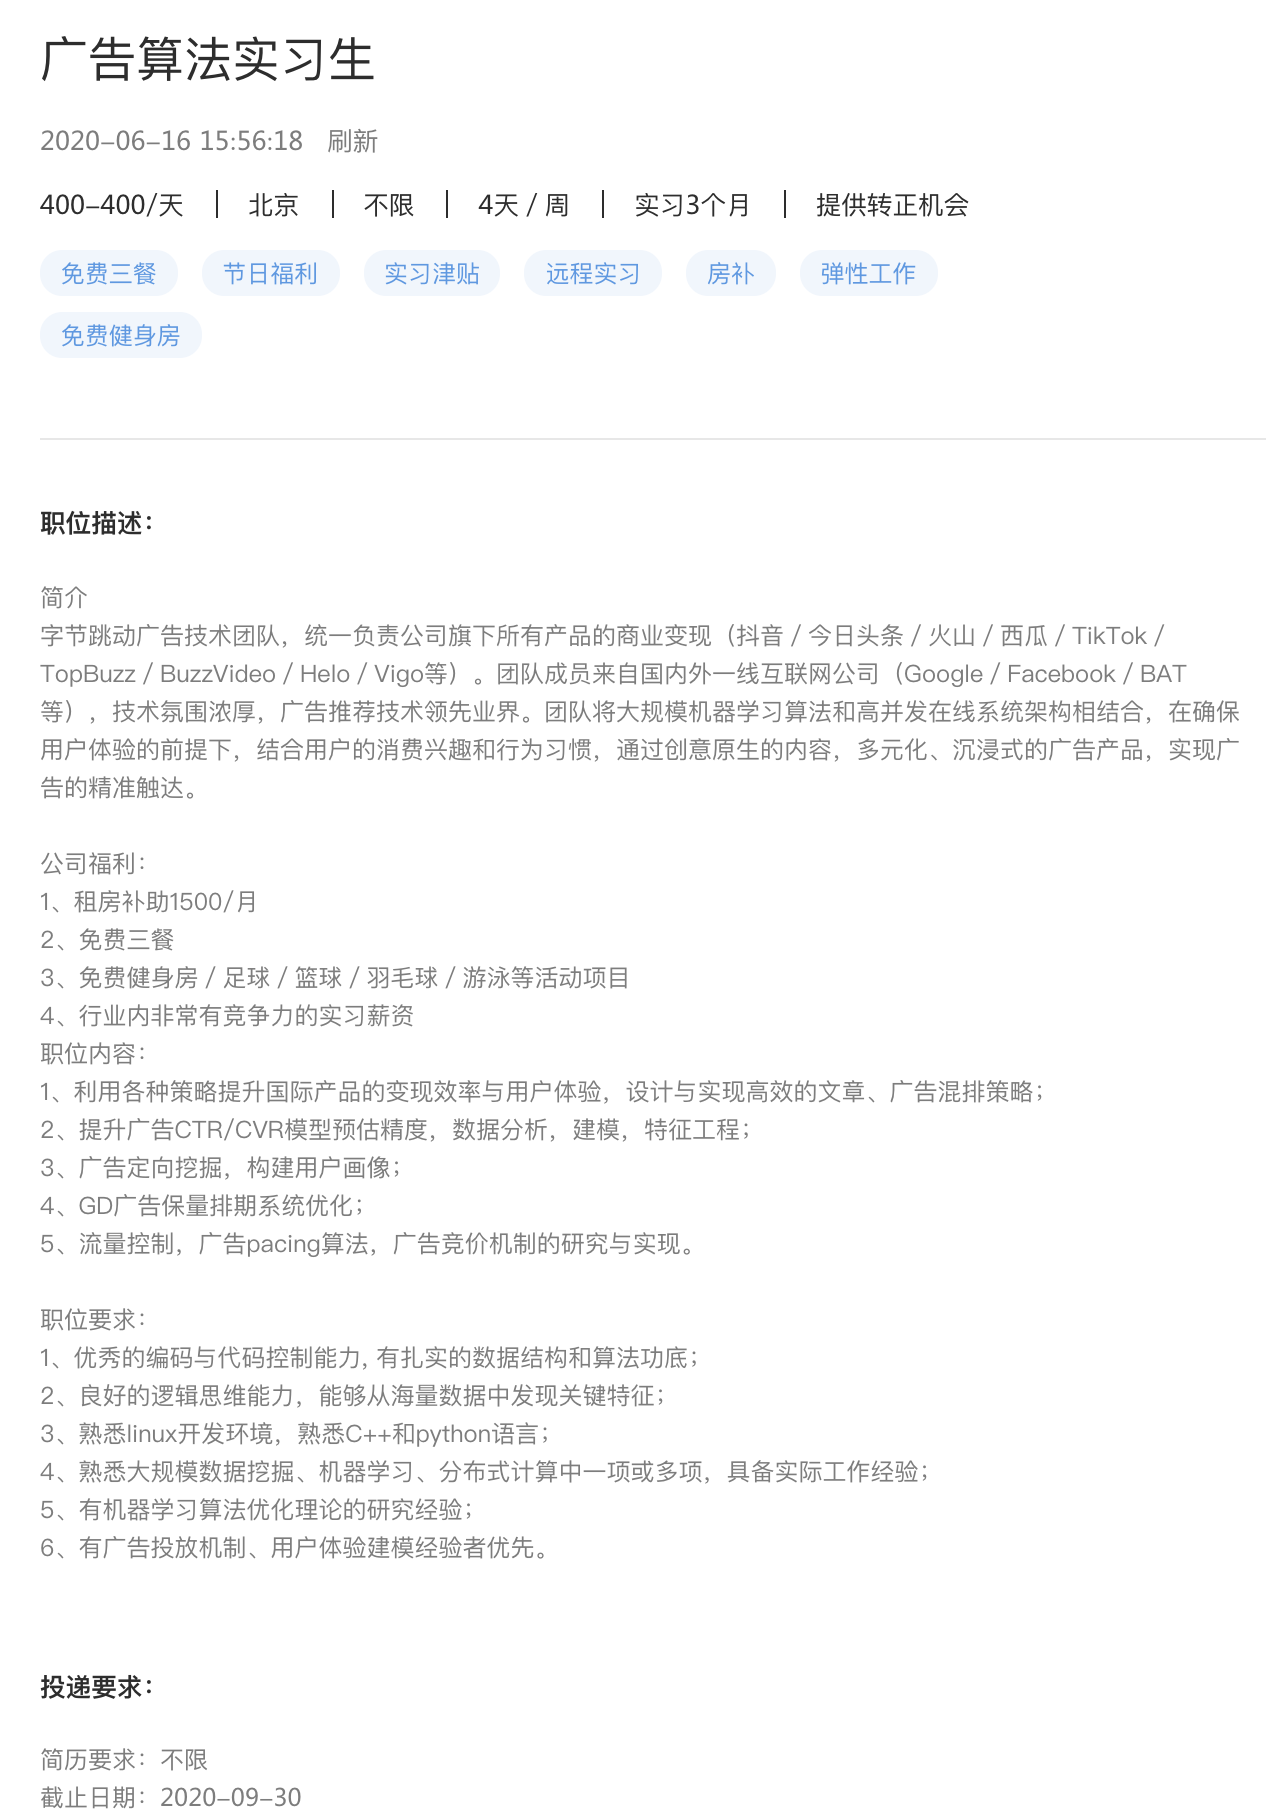 广告算法实习生
2020-06-16 15:56:18 刷新
400-400/天 | 北京 | 不限 | 4天 / 周 | 实习3个月 | 提供转正机会
免费三餐 节日福利 实习津贴 远程实习 房补 弹性工作
免费健身房
职位描述：
简介
字节跳动广告技术团队，统一负责公司旗下所有产品的商业变现（抖音 / 今日头条 / 火山 / 西瓜 / TikTok /
TopBuzz / BuzzVideo / Helo / Vigo等）。团队成员来自国内外一线互联网公司（Google / Facebook / BAT
等），技术氛围浓厚，广告推荐技术领先业界。团队将大规模机器学习算法和高并发在线系统架构相结合，在确保
用户体验的前提下，结合用户的消费兴趣和行为习惯，通过创意原生的内容，多元化、沉浸式的广告产品，实现广
告的精准触达。
公司福利：
1、租房补助1500/月
2、免费三餐
3、免费健身房 / 足球 / 篮球 / 羽毛球 / 游泳等活动项目
4、行业内非常有竞争力的实习薪资
职位内容：
1、利用各种策略提升国际产品的变现效率与用户体验，设计与实现高效的文章、广告混排策略；
2、提升广告CTR/CVR模型预估精度，数据分析，建模，特征工程；
3、广告定向挖掘，构建用户画像；
4、GD广告保量排期系统优化；
5、流量控制，广告pacing算法，广告竞价机制的研究与实现。
职位要求：
1、优秀的编码与代码控制能力, 有扎实的数据结构和算法功底；
2、良好的逻辑思维能力，能够从海量数据中发现关键特征；
3、熟悉linux开发环境，熟悉C++和python语言；
4、熟悉大规模数据挖掘、机器学习、分布式计算中一项或多项，具备实际工作经验；
5、有机器学习算法优化理论的研究经验；
6、有广告投放机制、用户体验建模经验者优先。
投递要求：
简历要求：不限
截止日期：2020-09-30